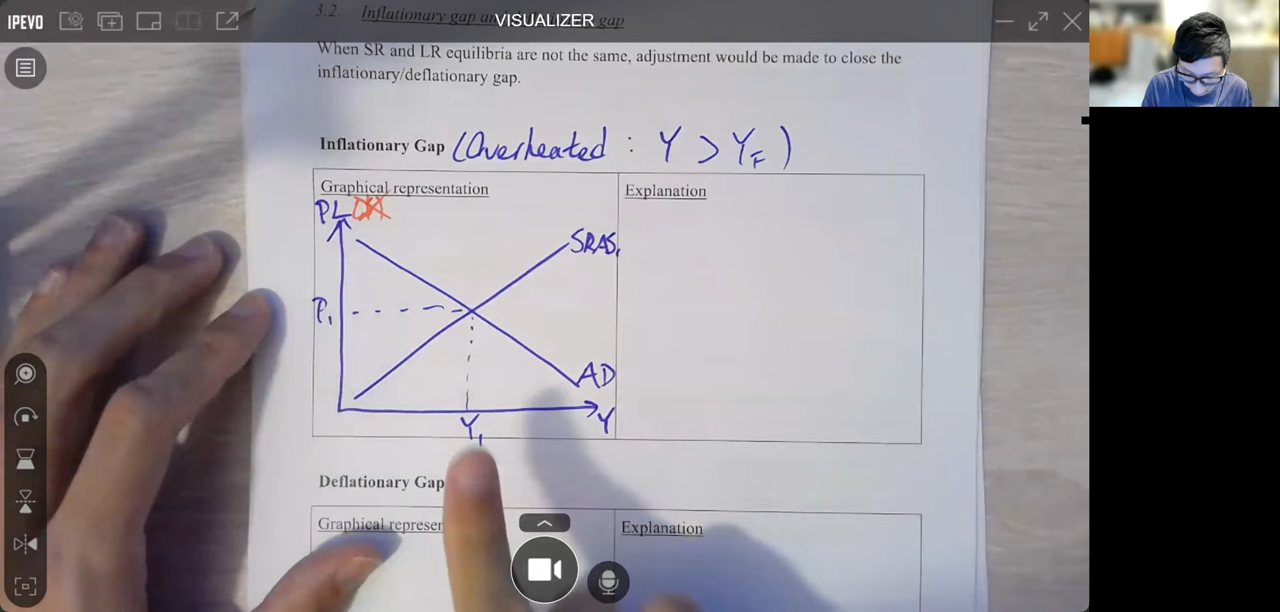 IPEVO
VISUALIZER
3.2. Inflationary gap gap
When SR and LR equilibria are not the same, adjustment would be made to close the
inflationary/deflationary gap.
Inflationary Gap (Overheated : Y > Y_F)
Graphical representation
Explanation
PL
SRAS₁
P₁
AD
Y₁
Y
Deflationary Gap
Graphical represen
Explanation